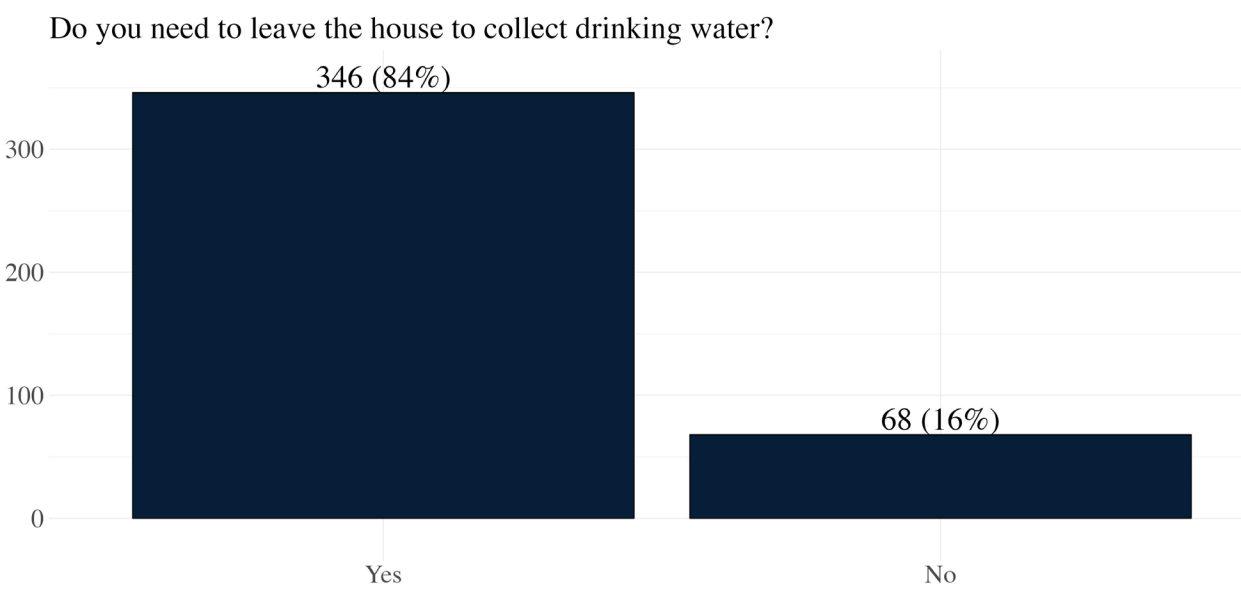 Do you need to leave the house to collect drinking water?
346 (84%)
300
200
100
68 (16%)
0
Yes
No